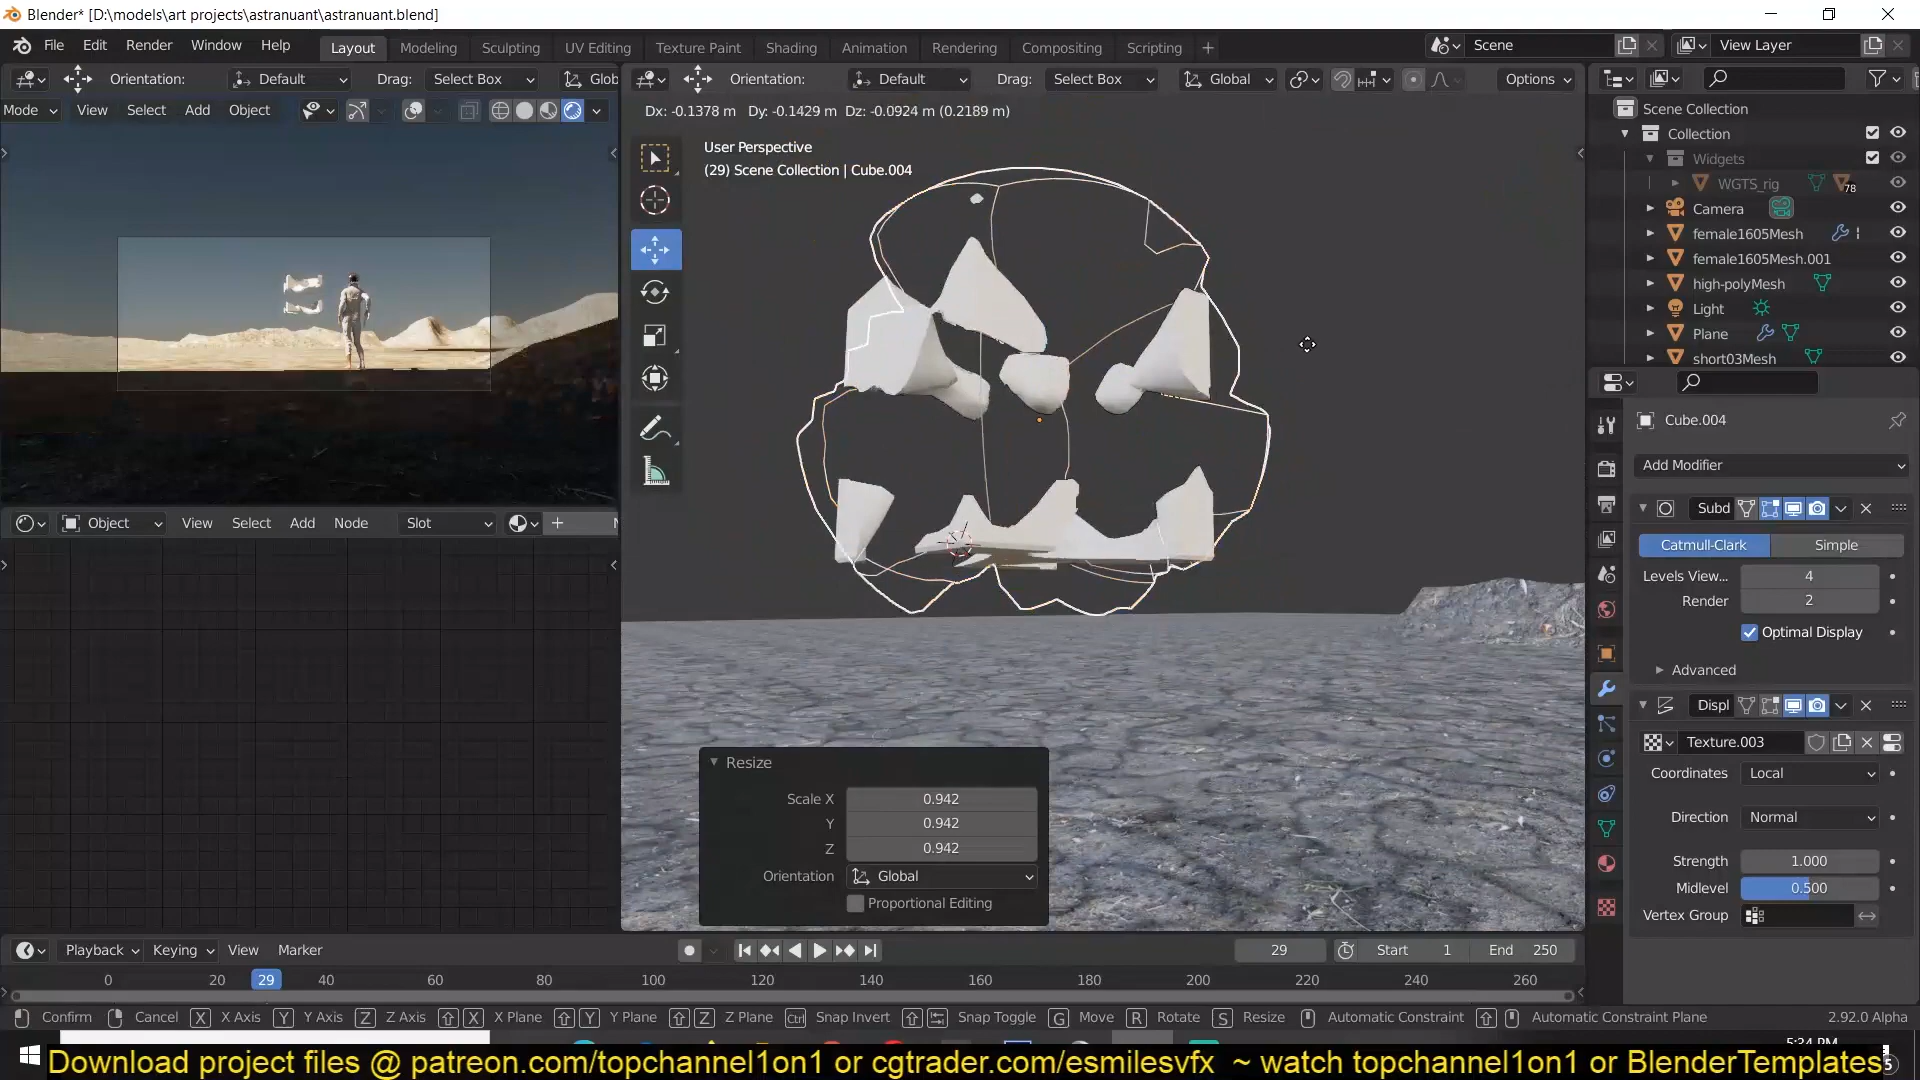 Blender* [D:\models\art projects\astranuant\astranuant.blend]
File Edit Render Window Help Layout Modeling Sculpting UV Editing Texture Paint Shading Animation Rendering Compositing Scripting + Scene View Layer
Orientation: Default Drag: Select Box Glob
Orientation: Default Drag: Select Box Global Options
Mode View Select Add Object
Dx: -0.1378 m Dy: -0.1429 m Dz: -0.0924 m (0.2189 m)
User Perspective
(29) Scene Collection | Cube.004
Scene Collection
Collection
Widgets
WGTS_rig 78
Camera
female1605Mesh
female1605Mesh.001
high-polyMesh
Light
Plane
short03Mesh
Cube.004
Add Modifier
Subd
Catmull-Clark Simple
Levels View... 4
Render 2
Optimal Display
Advanced
Displ
Texture.003
Coordinates Local
Direction Normal
Strength 1.000
Midlevel 0.500
Vertex Group
Object View Select Add Node Slot
Resize
Scale X 0.942
Y 0.942
Z 0.942
Orientation Global
Proportional Editing
Playback Keying View Marker 29 Start 1 End 250
0 20 29 40 60 80 100 120 140 160 180 200 220 240 260
Confirm Cancel X X Axis Y Y Axis Z Z Axis X X Plane Y Y Plane Z Z Plane Ctrl Snap Invert Snap Toggle G Move R Rotate S Resize Automatic Constraint Automatic Constraint Plane 2.92.0 Alpha
5:34 PM
Download project files @ patreon.com/topchannel1on1 or cgtrader.com/esmilesvfx ~ watch topchannel1on1 or BlenderTemplates